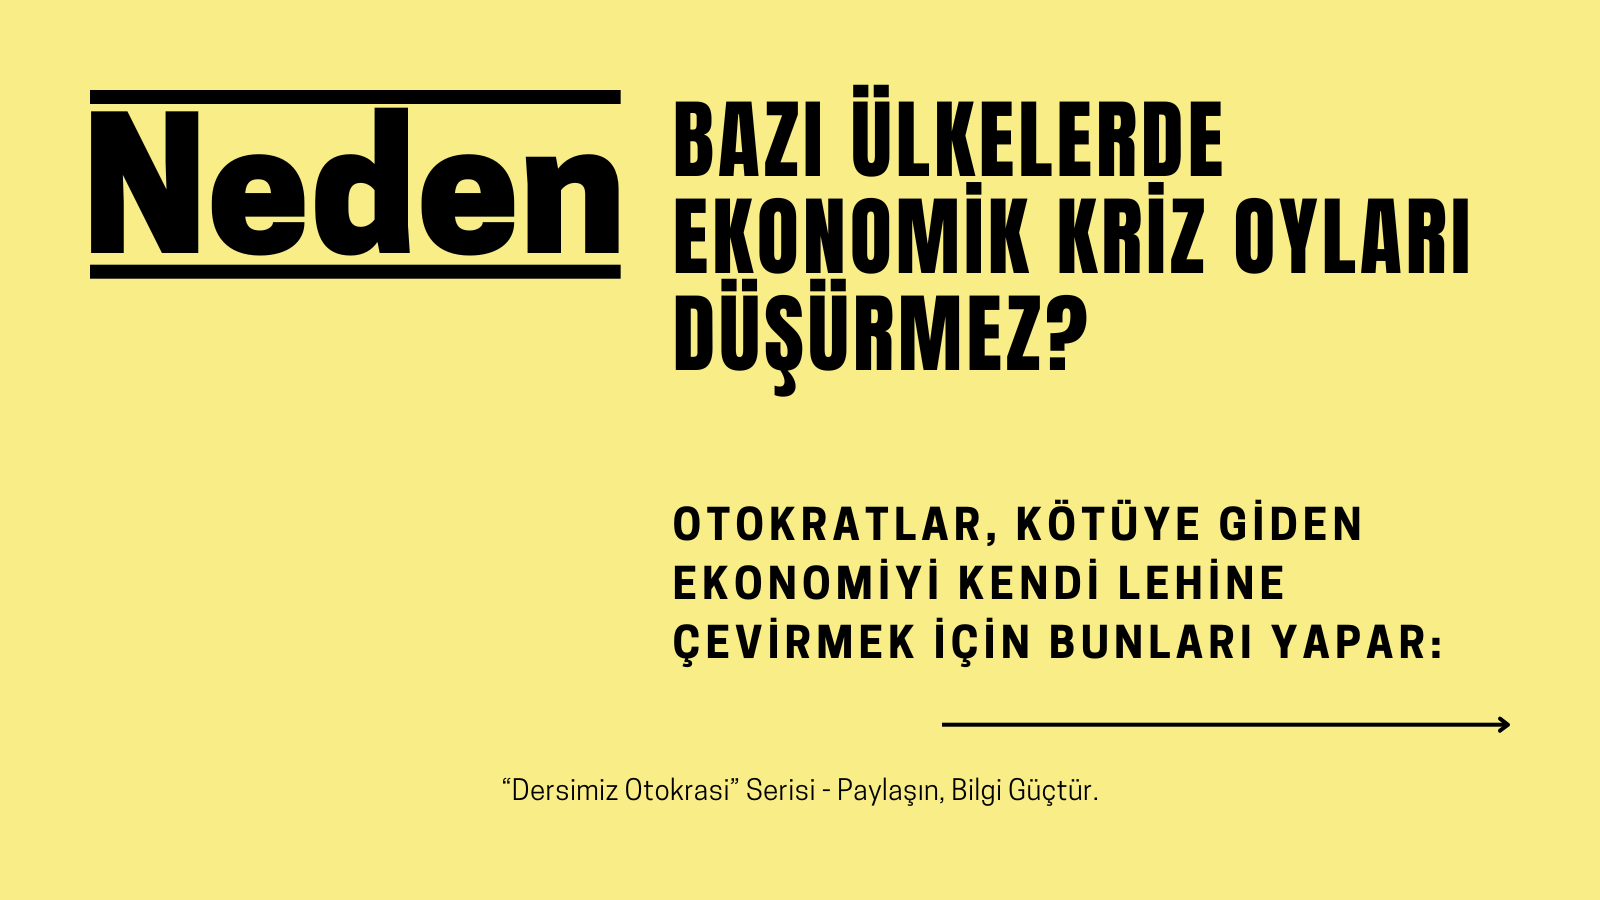 Neden
BAZI ÜLKELERDE
EKONOMİK KRİZ OYLARI
DÜŞÜRMEZ?
OTOKRATLAR, KÖTÜYE GİDEN
EKONOMİYİ KENDİ LEHİNE
ÇEVİRMEK İÇİN BUNLARI YAPAR:
“Dersimiz Otokrasi” Serisi - Paylaşın, Bilgi Güçtür.